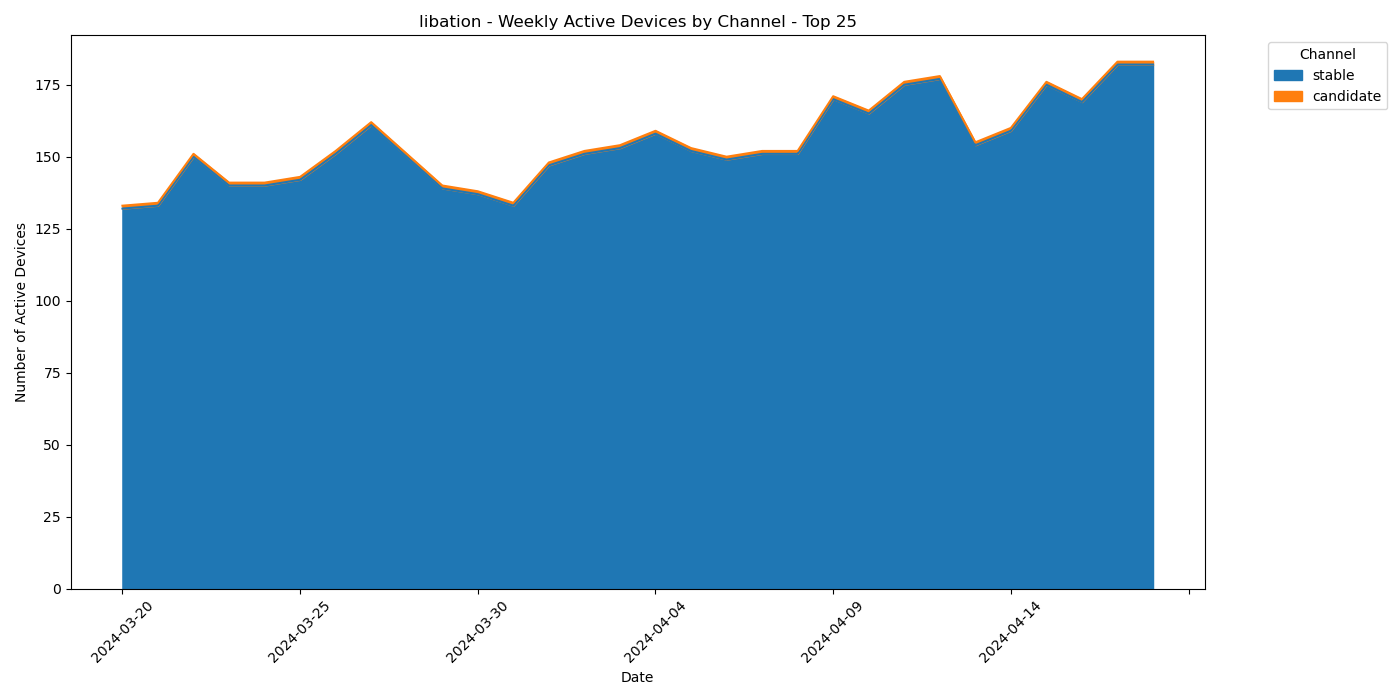 libation - Weekly Active Devices by Channel - Top 25
Channel
stable
candidate
Number of Active Devices
175
150
125
100
75
50
25
0
2024-03-20
2024-03-25
2024-03-30
2024-04-04
2024-04-09
2024-04-14
Date